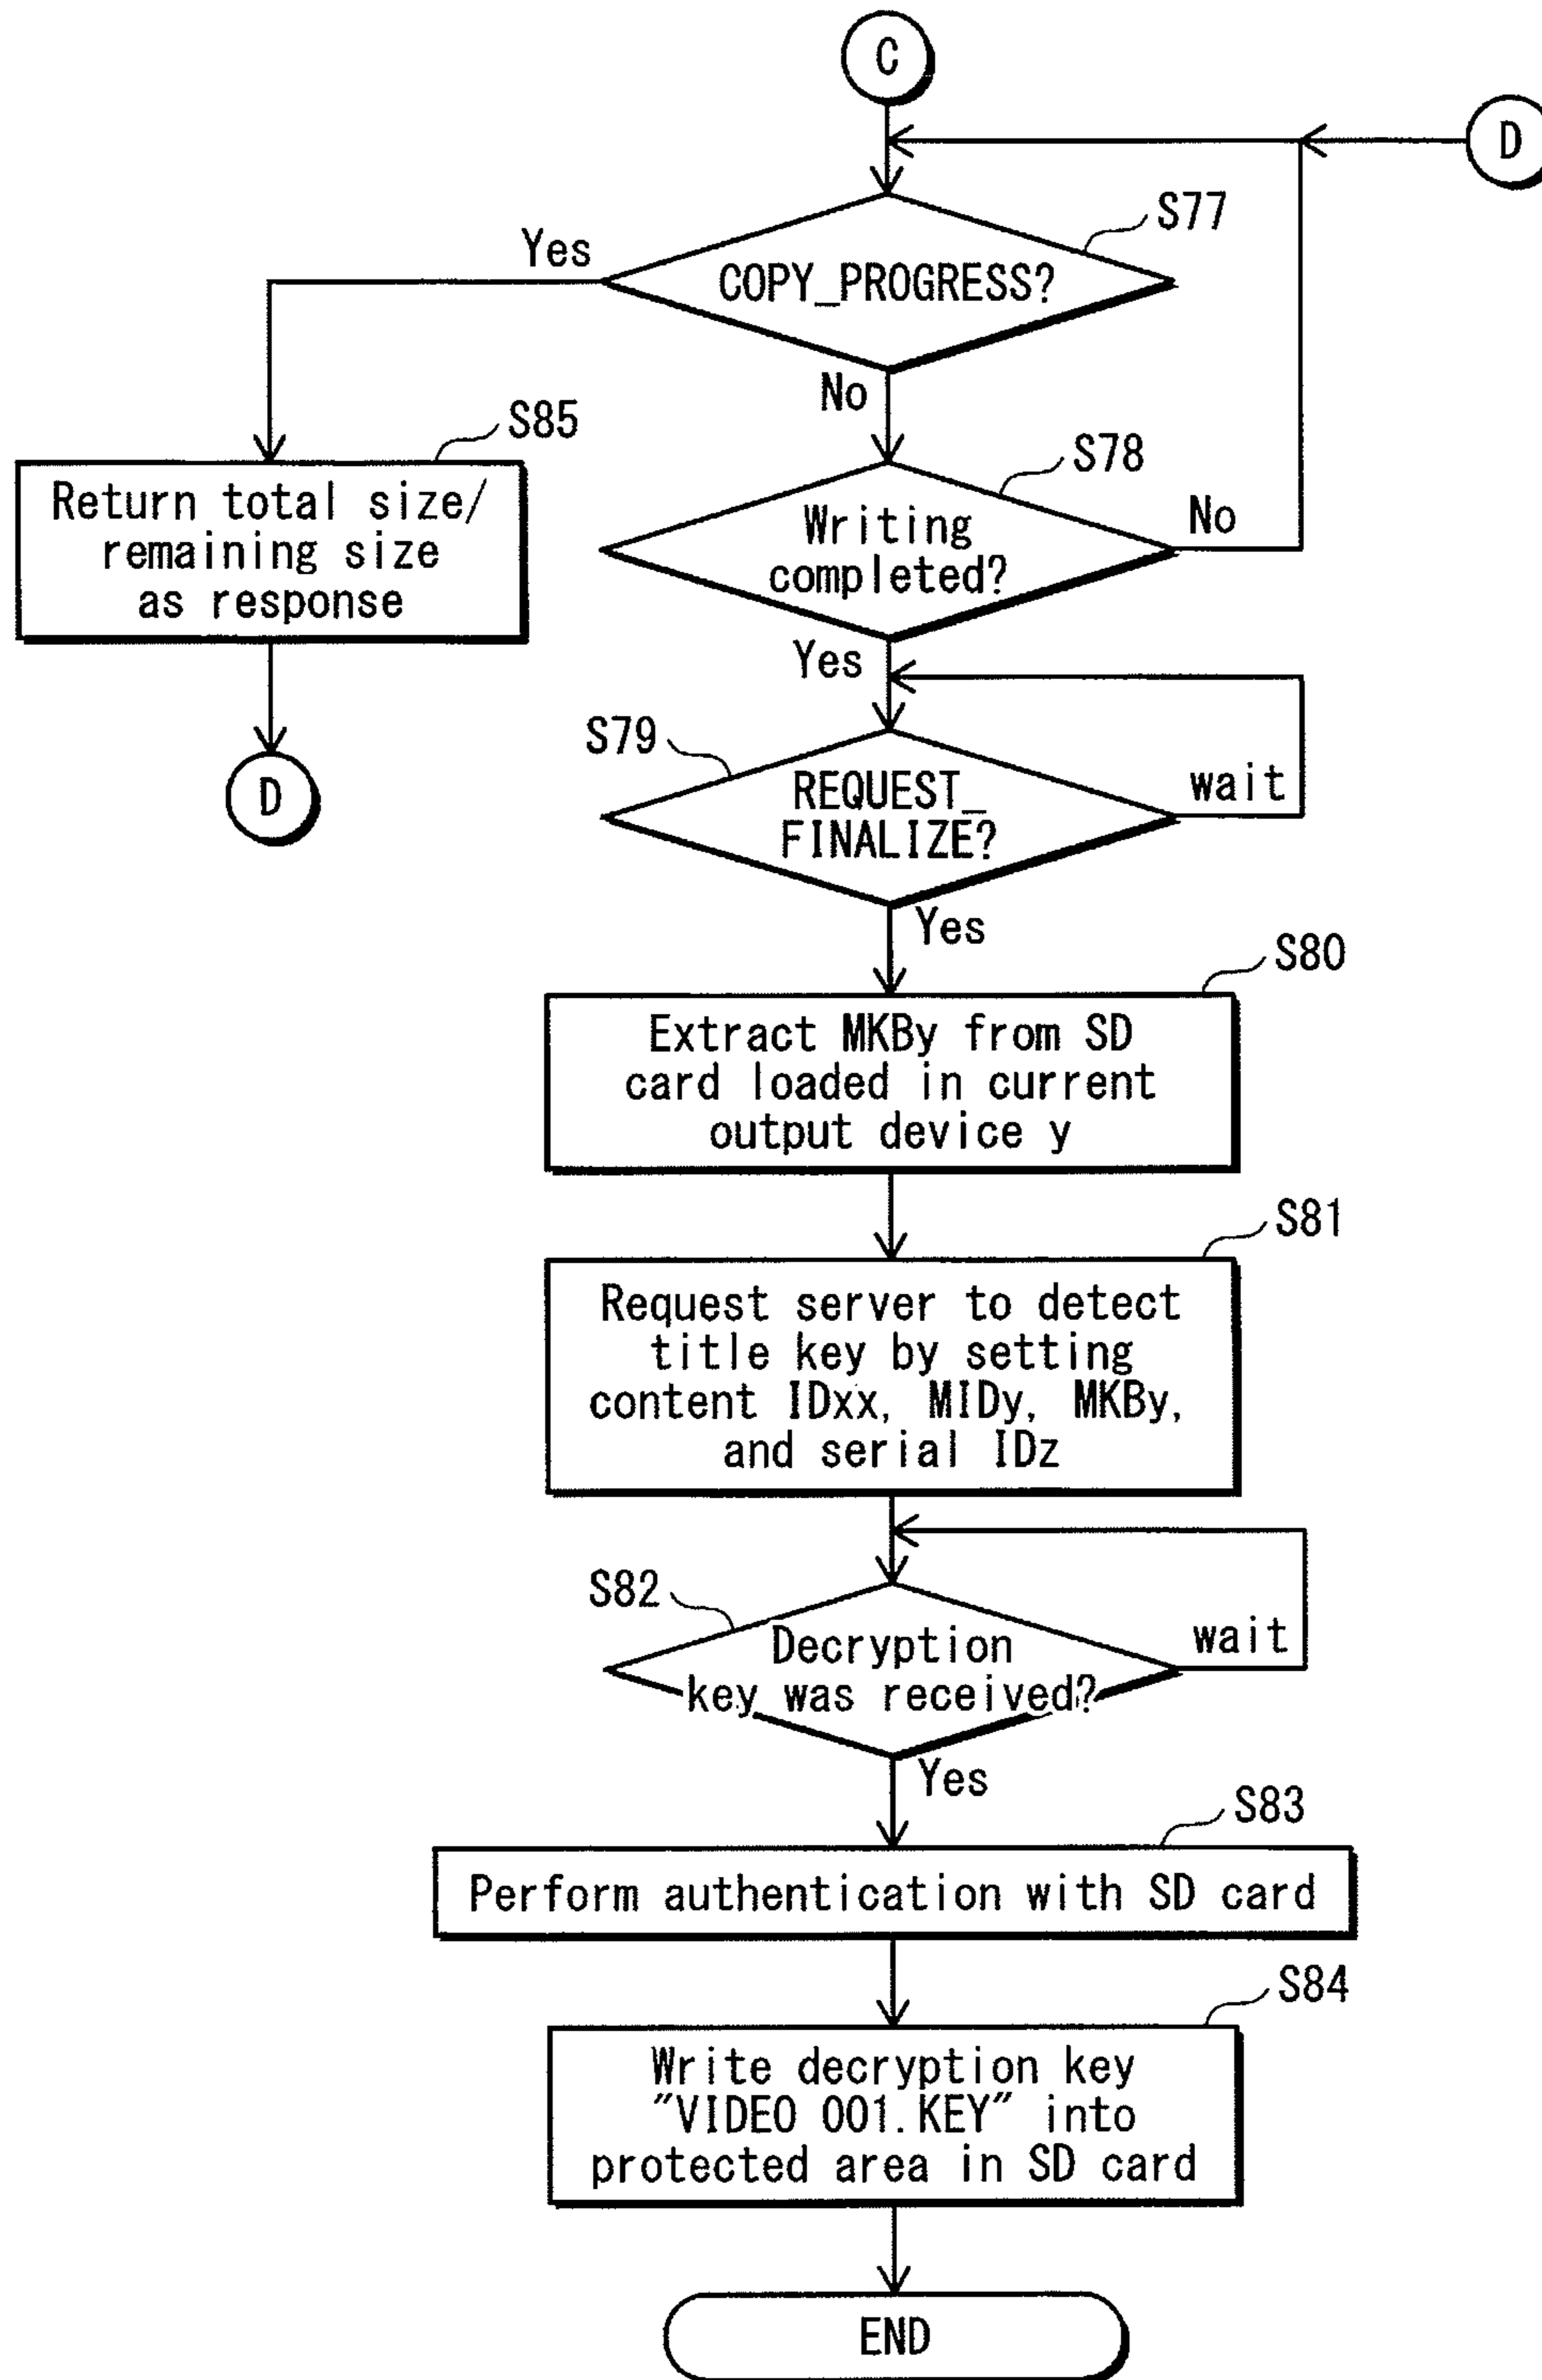 C
D
S77
Yes
COPY_PROGRESS?
No
S85
Return total size/
remaining size
as response
D
S78
Writing
completed?
No
Yes
S79
REQUEST_
FINALIZE?
wait
Yes
S80
Extract MKBy from SD
card loaded in current
output device y
S81
Request server to detect
title key by setting
content IDxx, MIDy, MKBy,
and serial IDz
S82
Decryption
key was received?
wait
Yes
S83
Perform authentication with SD card
S84
Write decryption key
"VIDEO 001.KEY" into
protected area in SD card
END